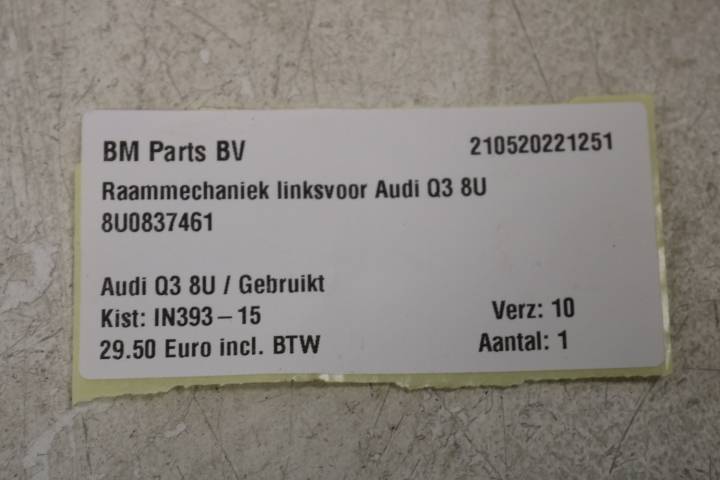 BM Parts BV 210520221251
Raammechaniek linksvoor Audi Q3 8U
8U0837461
Audi Q3 8U / Gebruikt
Kist: IN393-15 Verz: 10
29.50 Euro incl. BTW Aantal: 1